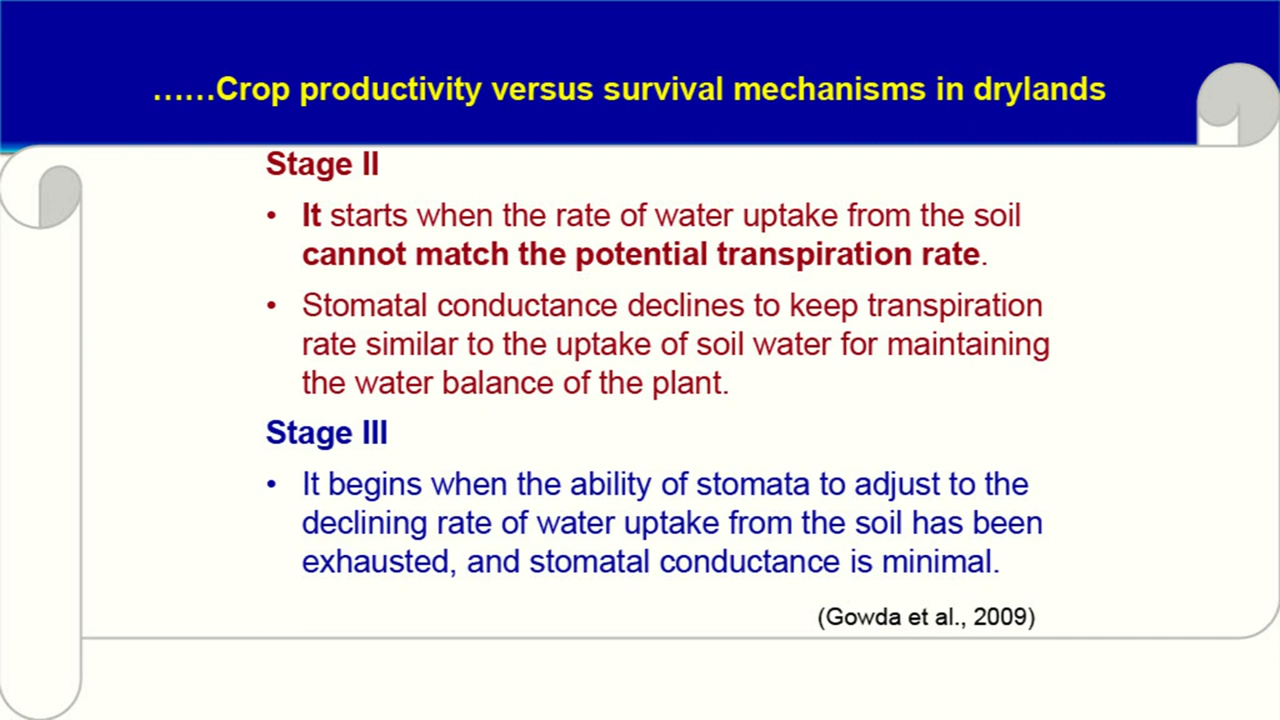 ......Crop productivity versus survival mechanisms in drylands
Stage II
• It starts when the rate of water uptake from the soil
cannot match the potential transpiration rate.
• Stomatal conductance declines to keep transpiration
rate similar to the uptake of soil water for maintaining
the water balance of the plant.
Stage III
• It begins when the ability of stomata to adjust to the
declining rate of water uptake from the soil has been
exhausted, and stomatal conductance is minimal.
(Gowda et al., 2009)